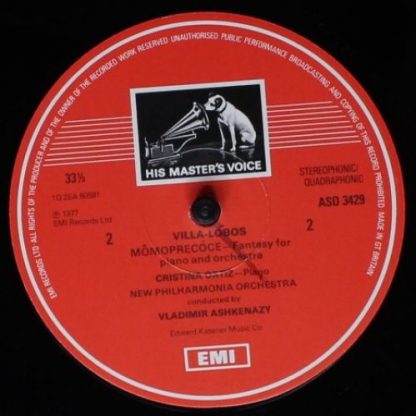 EMI RECORDS LTD ALL RIGHTS OF THE PRODUCER AND OF THE OWNER OF THE RECORDED WORK RESERVED UNAUTHORISED PUBLIC PERFORMANCE BROADCASTING AND COPYING OF THIS RECORD PROHIBITED MADE IN GT BRITAIN
HIS MASTER'S VOICE
33⅓
STEREOPHONIC/
QUADRAPHONIC
ASD 3429
℗ 1977
EMI Records Ltd
2
2
VILLA-LOBOS
MÔMOPRECÓCE—Fantasy for
piano and orchestra
CRISTINA ORTIZ—Piano
NEW PHILHARMONIA ORCHESTRA
conducted by
VLADIMIR ASHKENAZY
Music Co
EMI